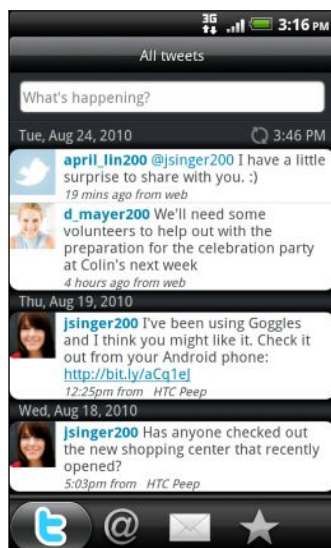 3G 3:16 PM
All tweets
What's happening?
Tue, Aug 24, 2010 3:46 PM
april_lin200 @jsinger200 I have a little
surprise to share with you. :)
19 mins ago from web
d_mayer200 We'll need some
volunteers to help out with the
preparation for the celebration party
at Colin's next week
4 hours ago from web
Thu, Aug 19, 2010
jsinger200 I've been using Goggles
and I think you might like it. Check it
out from your Android phone:
http://bit.ly/aCq1eJ
12:25pm from HTC Peep
Wed, Aug 18, 2010
jsinger200 Has anyone checked out
the new shopping center that recently
opened?
5:03pm from HTC Peep